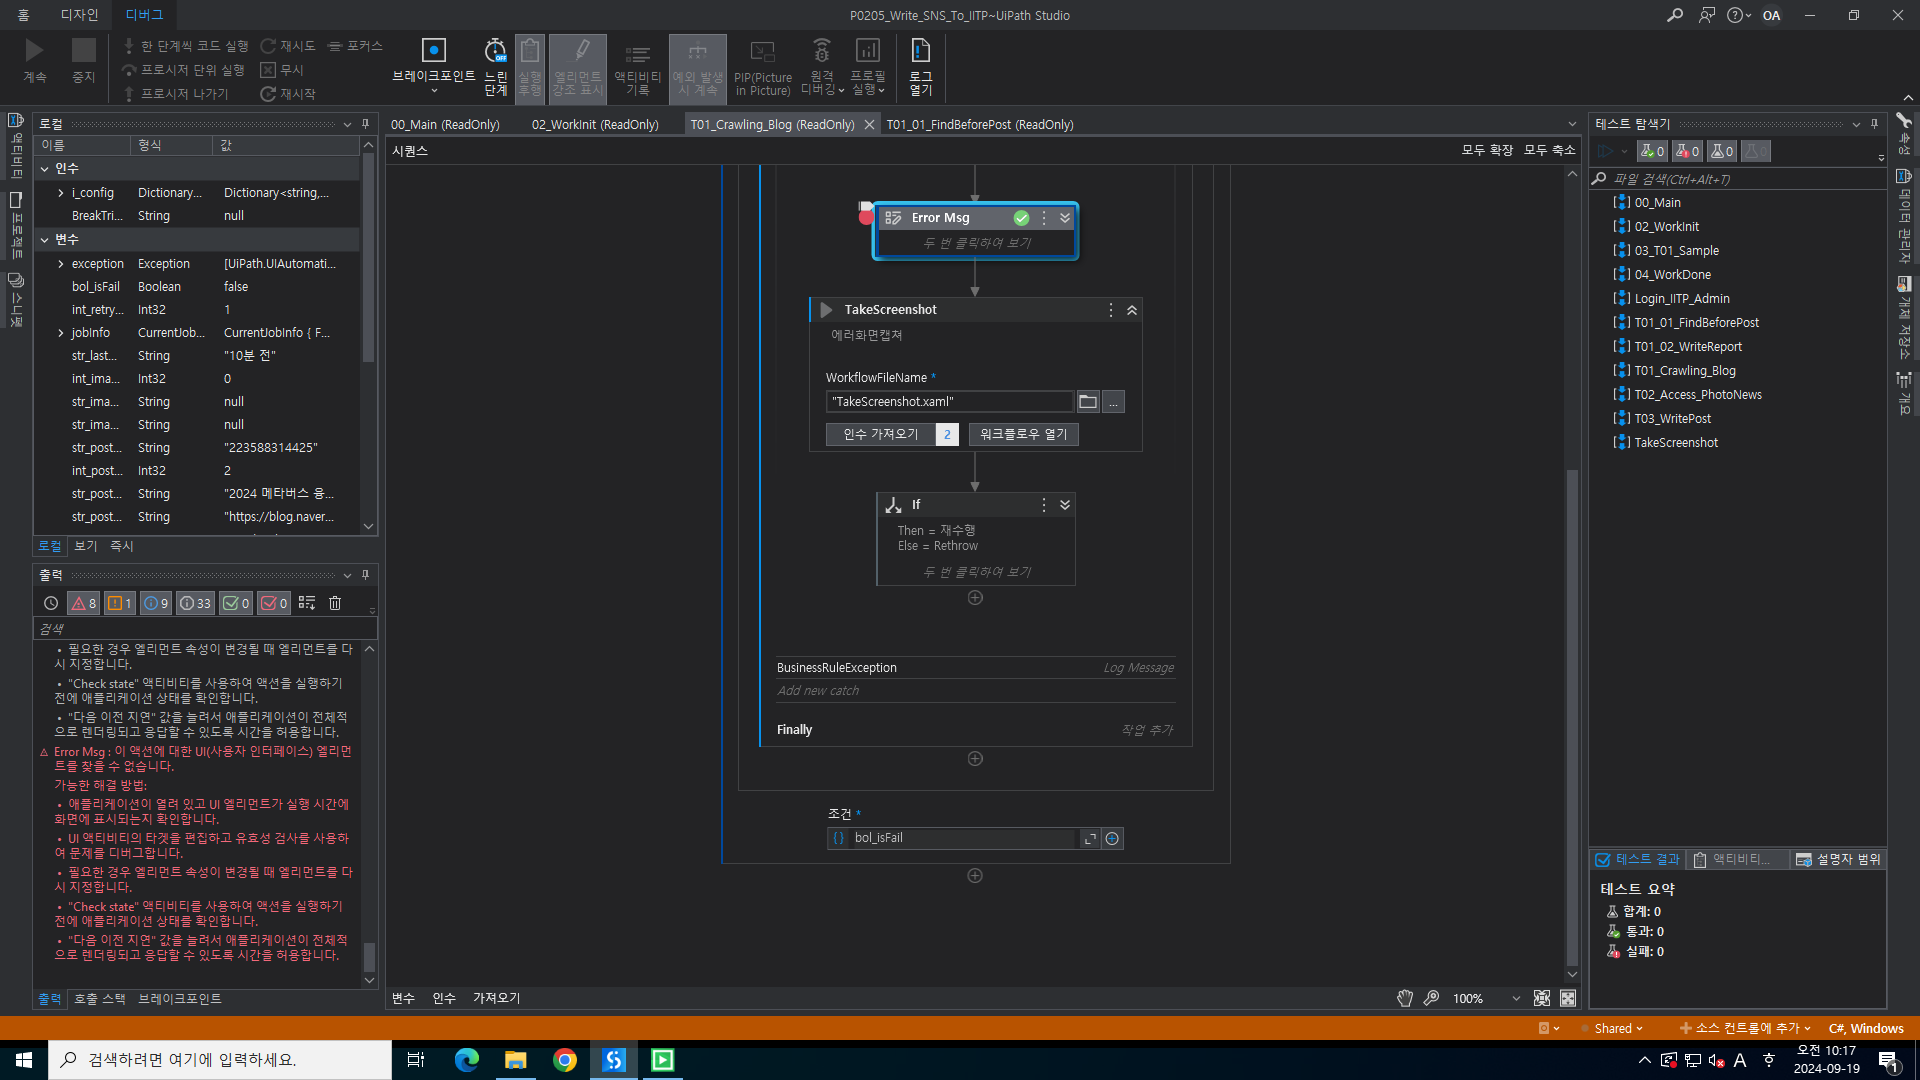 홈
디자인
디버그
P0205_Write_SNS_To_IITP~UiPath Studio
OA
계속
중지
한 단계씩 코드 실행
프로시저 단위 실행
프로시저 나가기
재시도
무시
재시작
포커스
브레이크포인트
느린
단계
실행
후행
엘리먼트
강조 표시
액티비티
기록
예외 발생
시 계속
PIP(Picture
in Picture)
원격
디버깅
프로필
실행
로그
열기
액티비티
프로젝트
스니펫
로컬
이름 형식 값
인수
i_config Dictionary... Dictionary<string,...
BreakTri... String null
변수
exception Exception [UiPath.UIAutomati...
bol_isFail Boolean false
int_retry... Int32 1
jobInfo CurrentJob... CurrentJobInfo { F...
str_last... String "10분 전"
int_ima... Int32 0
str_ima... String null
str_ima... String null
str_post... String "223588314425"
int_post... Int32 2
str_post... String "2024 메타버스 융...
str_post... String "https://blog.naver...
로컬 보기 즉시
출력
8 1 9 33 0 0
검색
• 필요한 경우 엘리먼트 속성이 변경될 때 엘리먼트를 다
시 지정합니다.
• "Check state" 액티비티를 사용하여 액션을 실행하기
전에 애플리케이션 상태를 확인합니다.
• "다음 이전 지연" 값을 늘려서 애플리케이션이 전체적
으로 렌더링되고 응답할 수 있도록 시간을 허용합니다.
Error Msg : 이 액션에 대한 UI(사용자 인터페이스) 엘리먼
트를 찾을 수 없습니다.
가능한 해결 방법:
• 애플리케이션이 열려 있고 UI 엘리먼트가 실행 시간에
화면에 표시되는지 확인합니다.
• UI 액티비티의 타겟을 편집하고 유효성 검사를 사용하
여 문제를 디버그합니다.
• 필요한 경우 엘리먼트 속성이 변경될 때 엘리먼트를 다
시 지정합니다.
• "Check state" 액티비티를 사용하여 액션을 실행하기
전에 애플리케이션 상태를 확인합니다.
• "다음 이전 지연" 값을 늘려서 애플리케이션이 전체적
으로 렌더링되고 응답할 수 있도록 시간을 허용합니다.
출력 호출 스택 브레이크포인트
00_Main (ReadOnly)
02_WorkInit (ReadOnly)
T01_Crawling_Blog (ReadOnly)
T01_01_FindBeforePost (ReadOnly)
시퀀스
모두 확장 모두 축소
Error Msg
두 번 클릭하여 보기
TakeScreenshot
에러화면캡쳐
WorkflowFileName *
"TakeScreenshot.xaml"
...
인수 가져오기 2
워크플로우 열기
If
Then = 재수행
Else = Rethrow
두 번 클릭하여 보기
BusinessRuleException Log Message
Add new catch
Finally 작업 추가
조건 *
bol_isFail
변수 인수 가져오기
100%
테스트 탐색기
0 0 0 0
파일 검색(Ctrl+Alt+T)
00_Main
02_WorkInit
03_T01_Sample
04_WorkDone
Login_IITP_Admin
T01_01_FindBeforePost
T01_02_WriteReport
T01_Crawling_Blog
T02_Access_PhotoNews
T03_WritePost
TakeScreenshot
테스트 결과
액티비티...
설명자 범위
테스트 요약
합계: 0
통과: 0
실패: 0
속성
데이터 관리자
개체 저장소
개요
Shared
소스 컨트롤에 추가
C#, Windows
검색하려면 여기에 입력하세요.
A
오전 10:17
2024-09-19
1